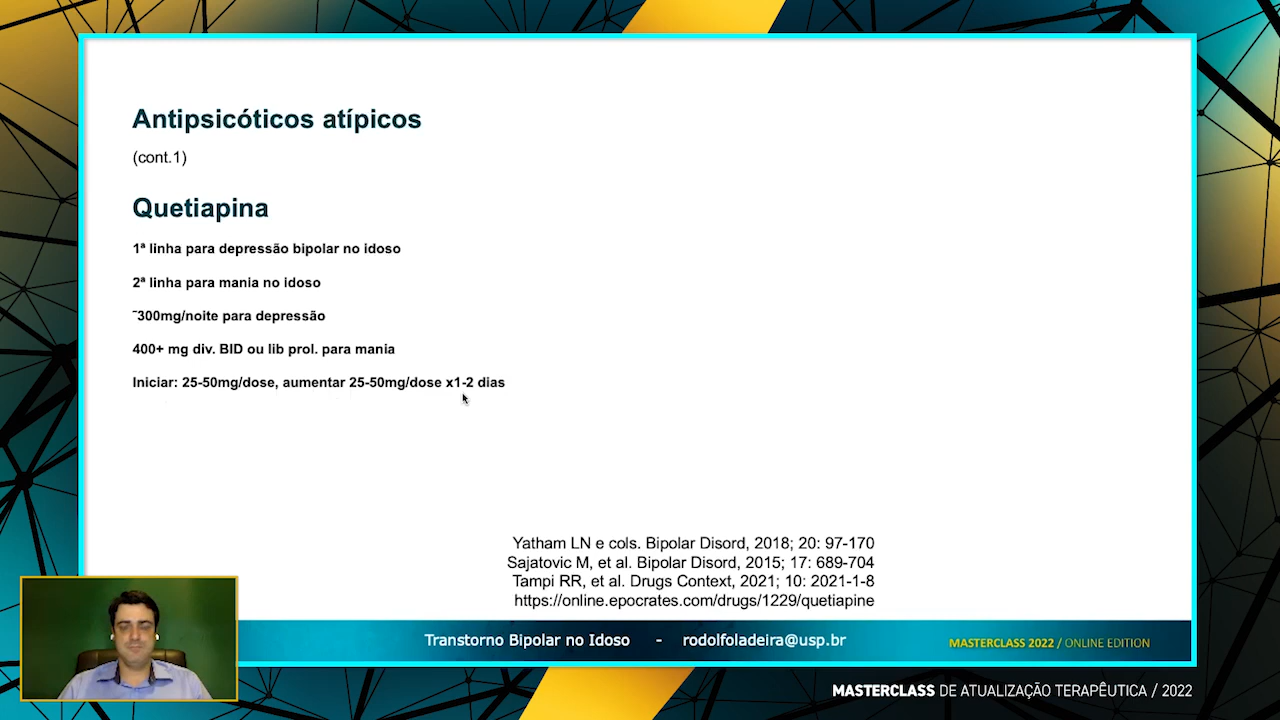 Antipsicóticos atípicos
(cont.1)
Quetiapina
1ª linha para depressão bipolar no idoso
2ª linha para mania no idoso
˜300mg/noite para depressão
400+ mg div. BID ou lib prol. para mania
Iniciar: 25-50mg/dose, aumentar 25-50mg/dose x1-2 dias
Yatham LN e cols. Bipolar Disord, 2018; 20: 97-170
Sajatovic M, et al. Bipolar Disord, 2015; 17: 689-704
Tampi RR, et al. Drugs Context, 2021; 10: 2021-1-8
https://online.epocrates.com/drugs/1229/quetiapine
Transtorno Bipolar no Idoso - rodolfoladeira@usp.br
MASTERCLASS 2022 / ONLINE EDITION
MASTERCLASS DE ATUALIZAÇÃO TERAPÊUTICA / 2022